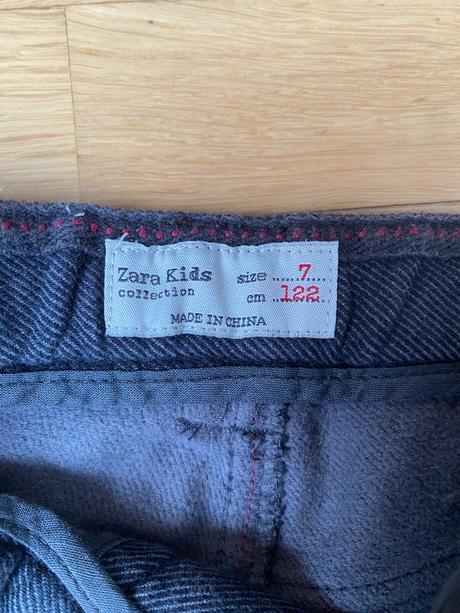 Zara Kids size ......7
collection cm .122...
MADE IN CHINA